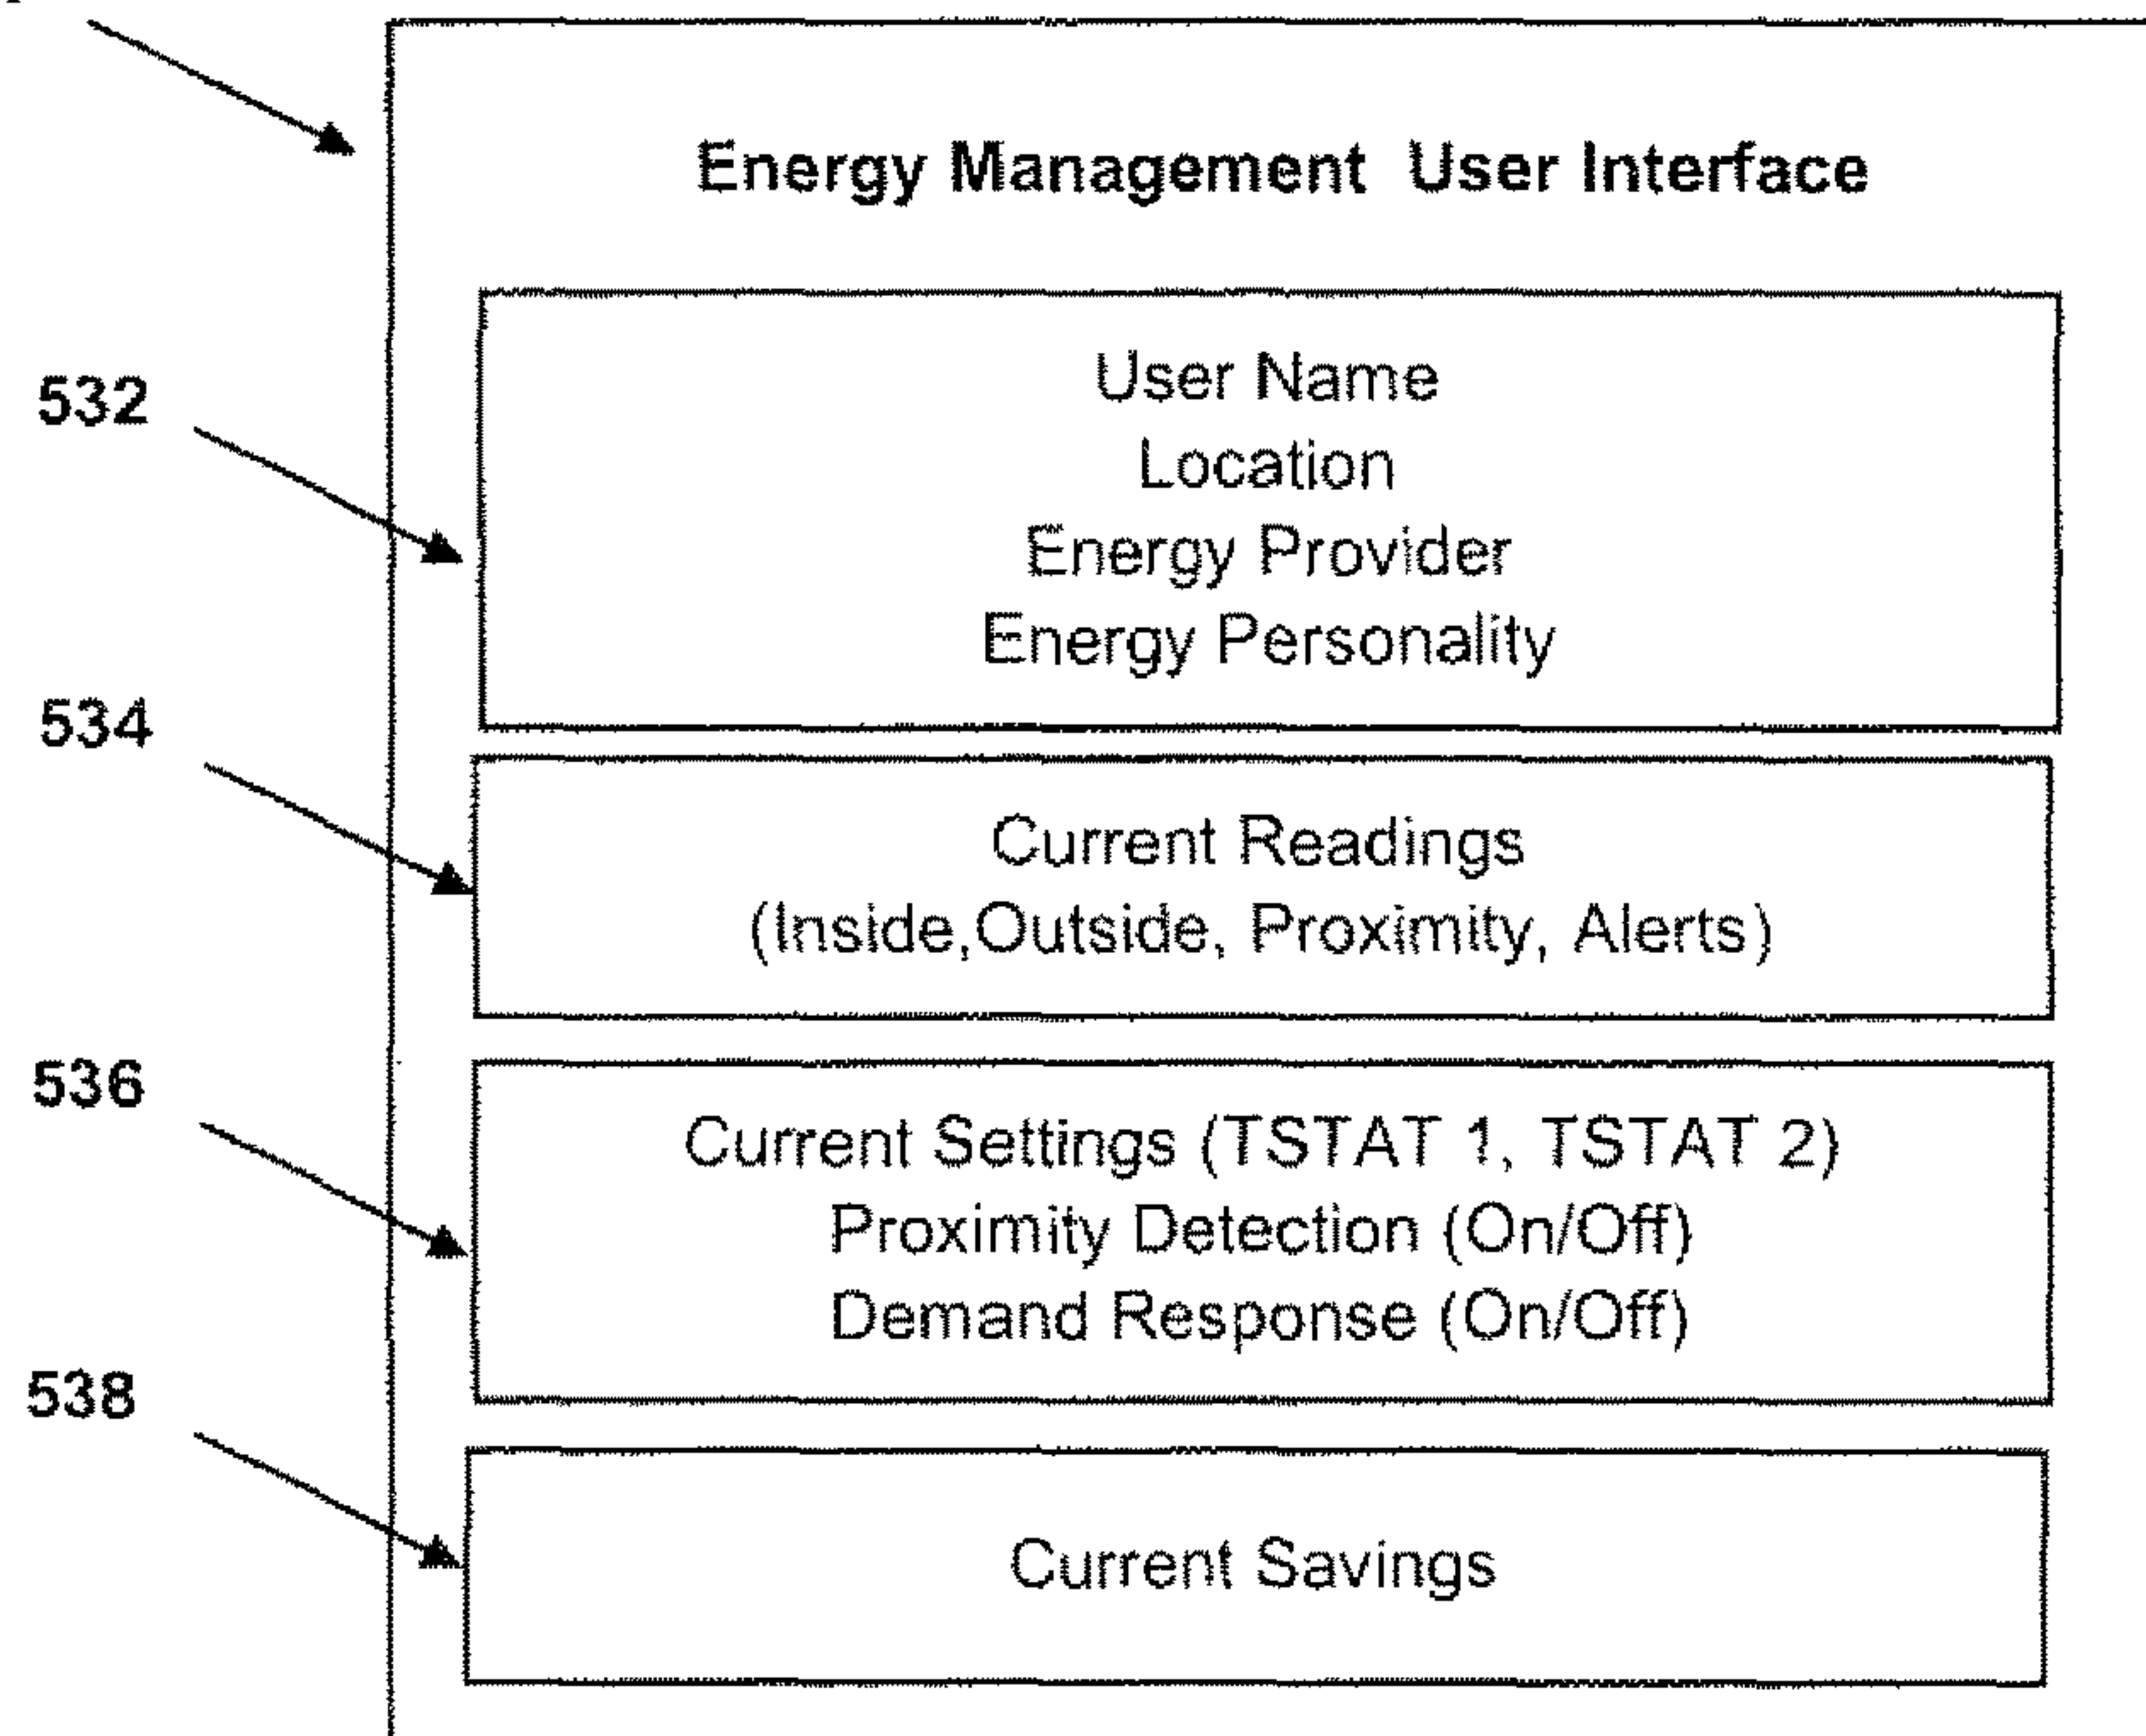 Energy Management User Interface
532
User Name
Location
Energy Provider
Energy Personality
534
Current Readings
(Inside,Outside, Proximity, Alerts)
536
Current Settings (TSTAT 1, TSTAT 2)
Proximity Detection (On/Off)
Demand Response (On/Off)
538
Current Savings